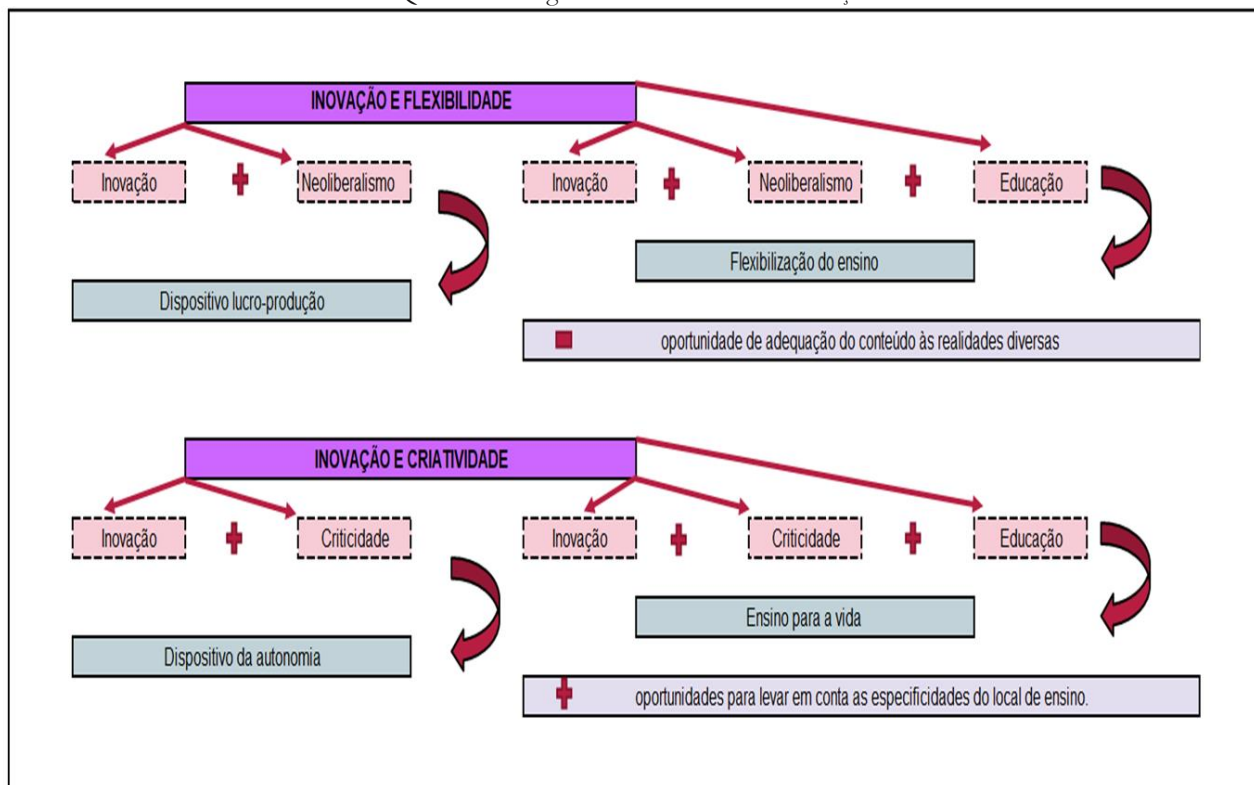 INOVAÇÃO E FLEXIBILIDADE
Inovação
Neoliberalismo
Inovação
Neoliberalismo
Educação
Flexibilização do ensino
Dispositivo lucro-produção
oportunidade de adequação do conteúdo às realidades diversas
INOVAÇÃO E CRIATIVIDADE
Inovação
Criticidade
Inovação
Criticidade
Educação
Ensino para a vida
Dispositivo da autonomia
oportunidades para levar em conta as especificidades do local de ensino.